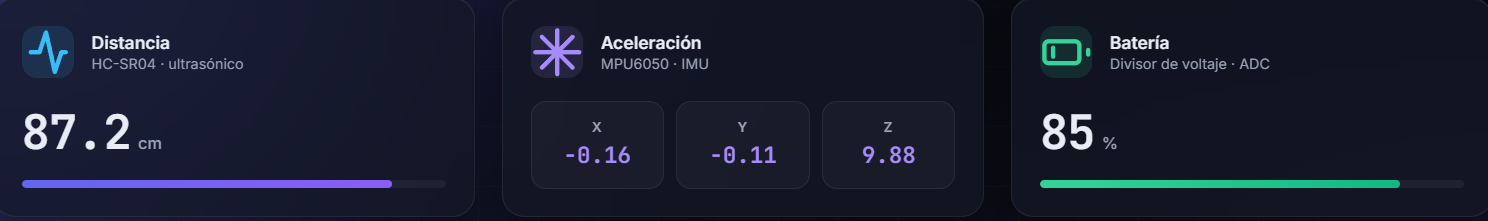 Distancia
HC-SR04 · ultrasónico
87.2 cm
Aceleración
MPU6050 · IMU
X
-0.16
Y
-0.11
Z
9.88
Batería
Divisor de voltaje · ADC
85 %